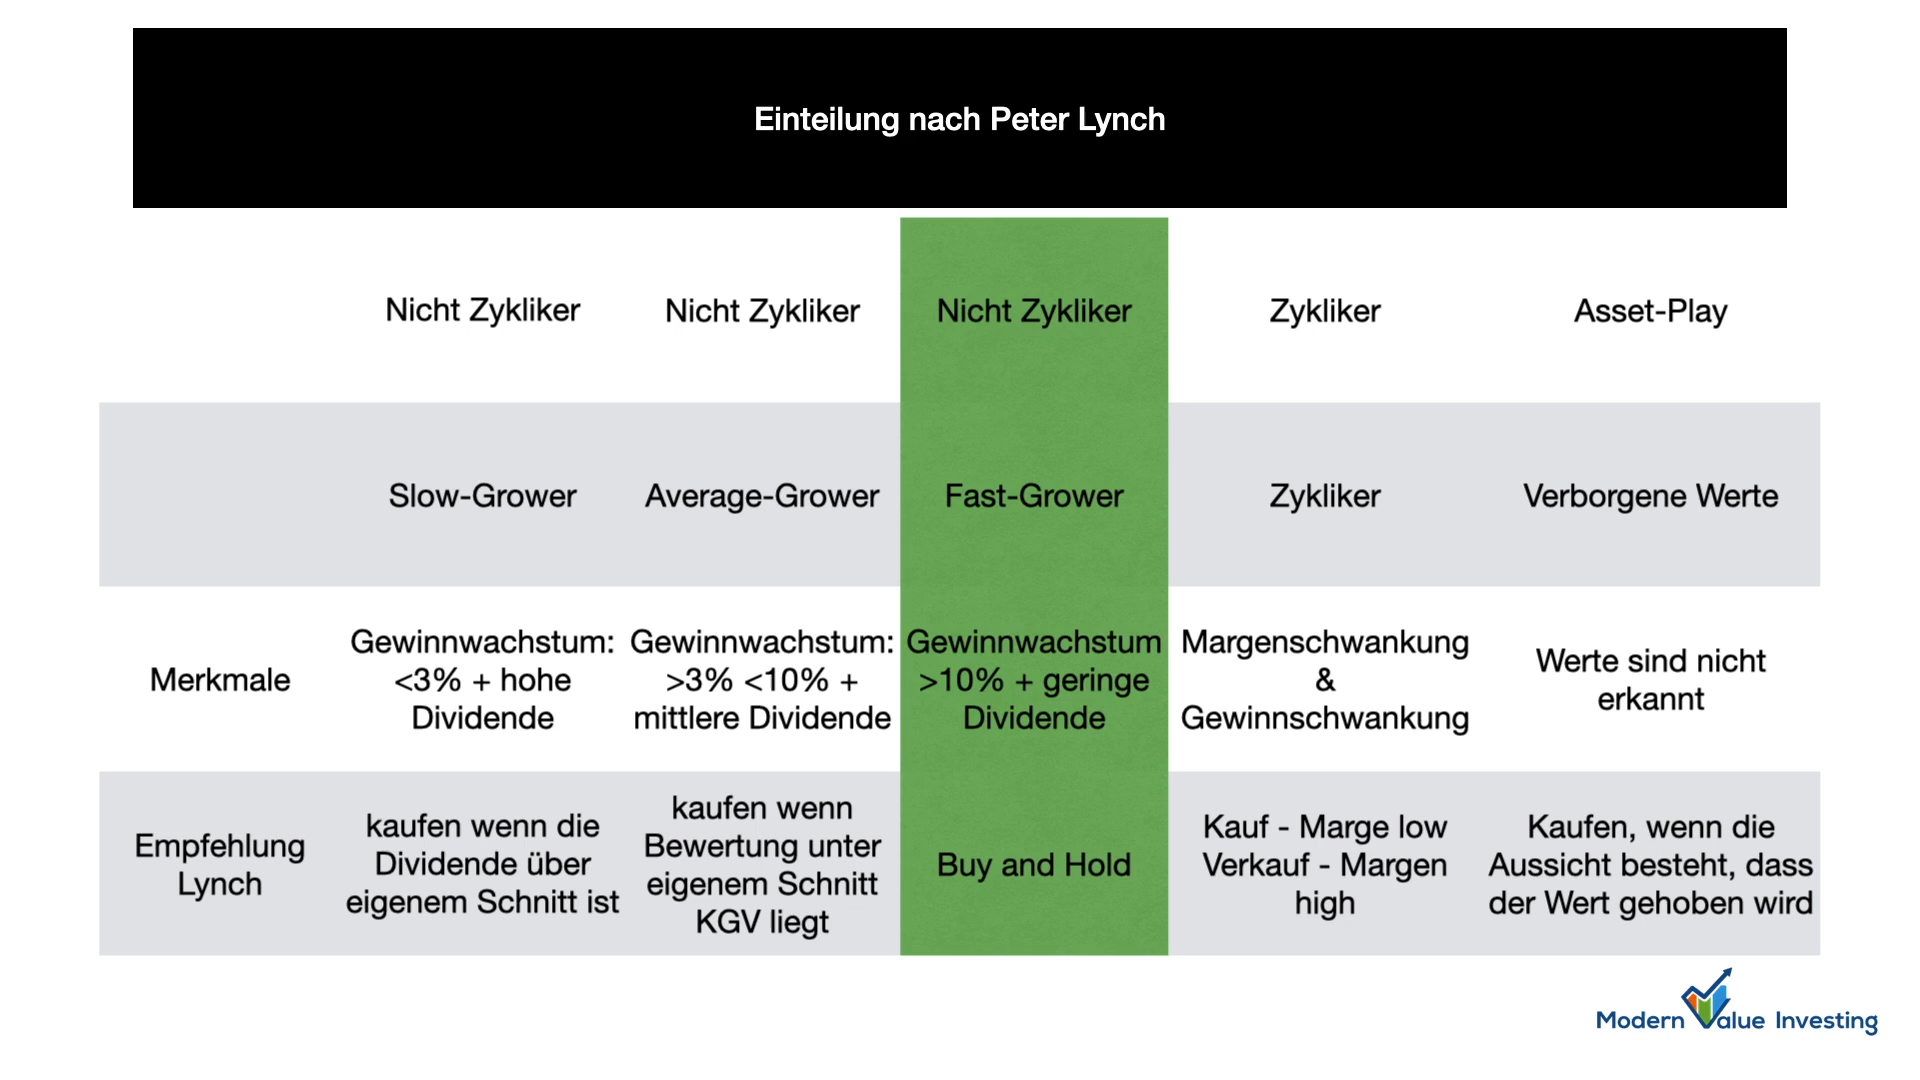 Einteilung nach Peter Lynch
Nicht Zykliker
Nicht Zykliker
Nicht Zykliker
Zykliker
Asset-Play
Slow-Grower
Average-Grower
Fast-Grower
Zykliker
Verborgene Werte
Merkmale
Gewinnwachstum:
<3% + hohe
Dividende
Gewinnwachstum:
>3% <10% +
mittlere Dividende
Gewinnwachstum
>10% + geringe
Dividende
Margenschwankung
&
Gewinnschwankung
Werte sind nicht
erkannt
Empfehlung
Lynch
kaufen wenn die
Dividende über
eigenem Schnitt ist
kaufen wenn
Bewertung unter
eigenem Schnitt
KGV liegt
Buy and Hold
Kauf - Marge low
Verkauf - Margen
high
Kaufen, wenn die
Aussicht besteht, dass
der Wert gehoben wird
Modern Value Investing